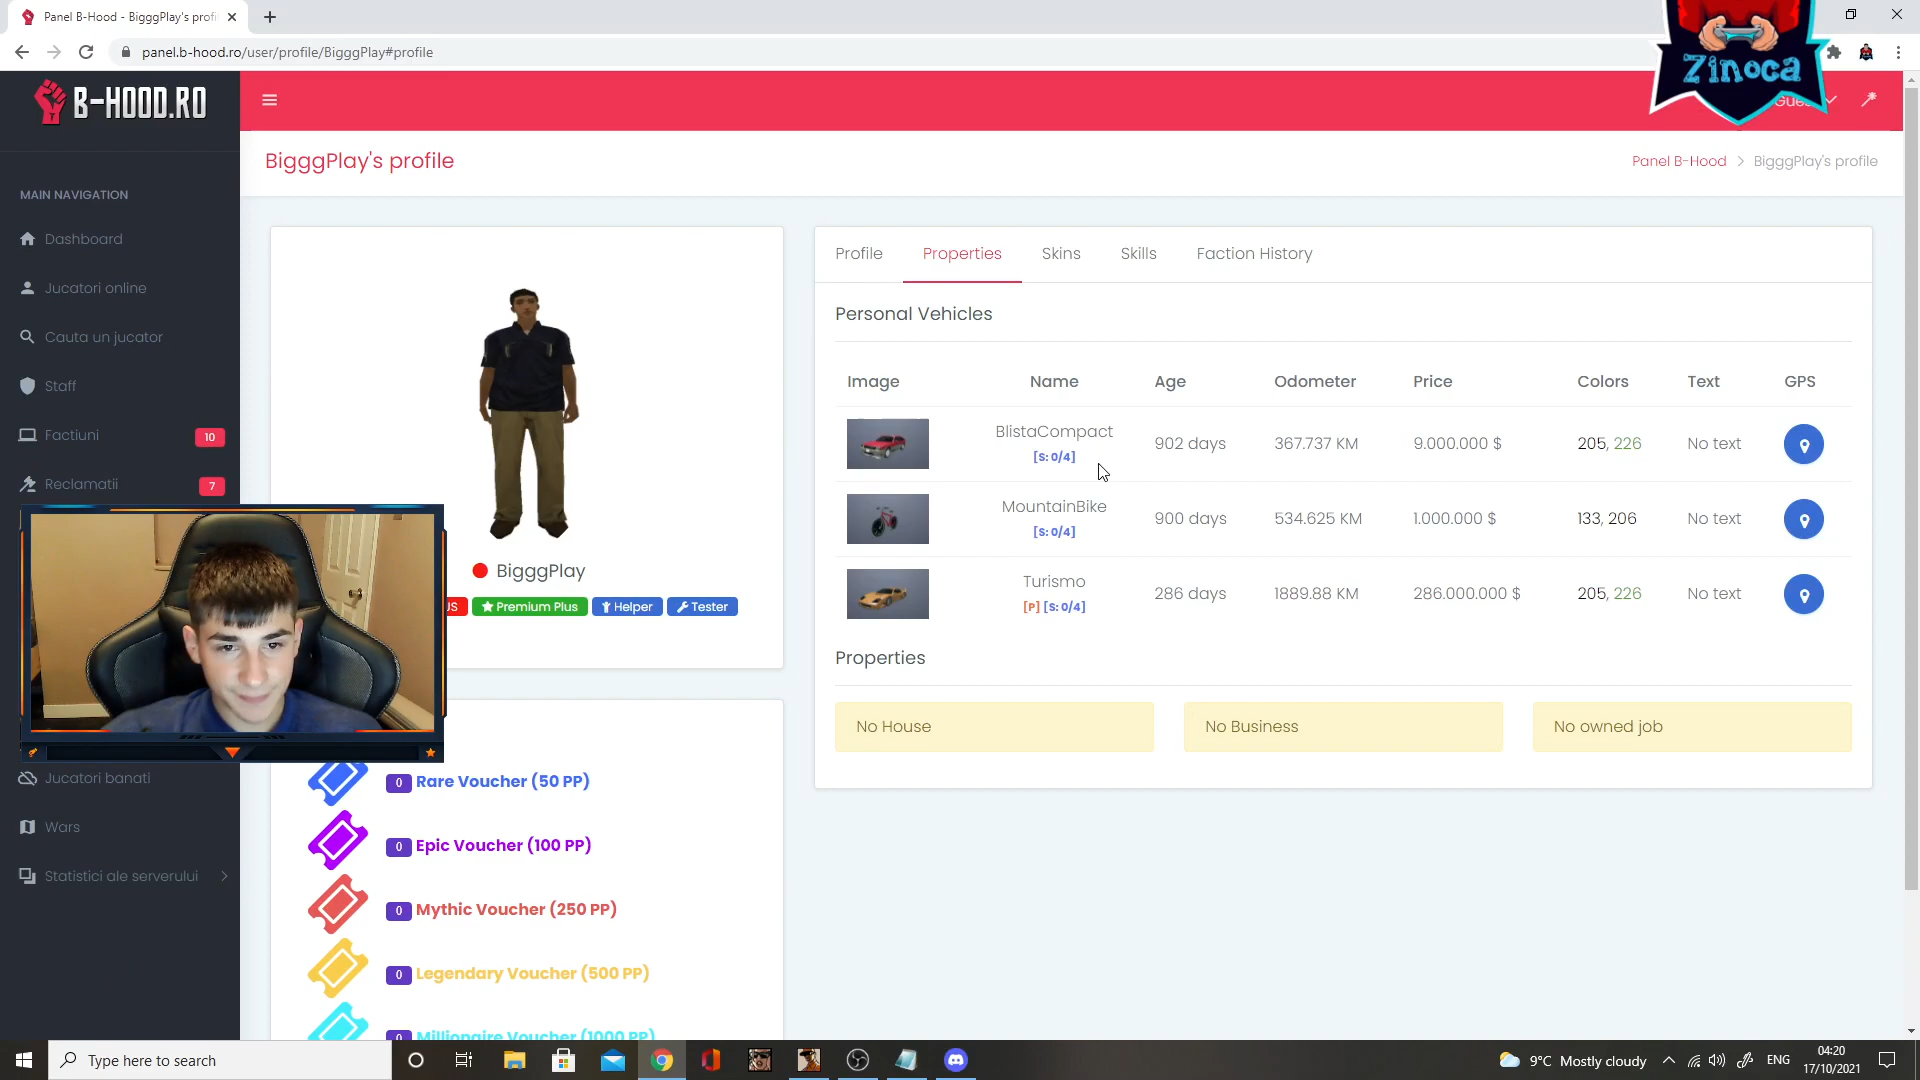 Panel B-Hood - BigggPlay's profi
panel.b-hood.ro/user/profile/BigggPlay#profile
Zinoca
B-HOOD.RO
BigggPlay's profile
Panel B-Hood > BigggPlay's profile
MAIN NAVIGATION
Dashboard
Jucatori online
Cauta un jucator
Staff
Factiuni 10
Reclamatii 7
Jucatori banati
Wars
Statistici ale serverului
BigggPlay
Premium Plus Helper Tester
0 Rare Voucher (50 PP)
0 Epic Voucher (100 PP)
0 Mythic Voucher (250 PP)
0 Legendary Voucher (500 PP)
0 Millionaire Voucher (1000 PP)
Profile Properties Skins Skills Faction History
Personal Vehicles
Image Name Age Odometer Price Colors Text GPS
BlistaCompact [S: 0/4] 902 days 367.737 KM 9.000.000 $ 205, 226 No text
MountainBike [S: 0/4] 900 days 534.625 KM 1.000.000 $ 133, 206 No text
Turismo [P] [S: 0/4] 286 days 1889.88 KM 286.000.000 $ 205, 226 No text
Properties
No House No Business No owned job
Type here to search
9°C Mostly cloudy ENG 04:20
17/10/2021